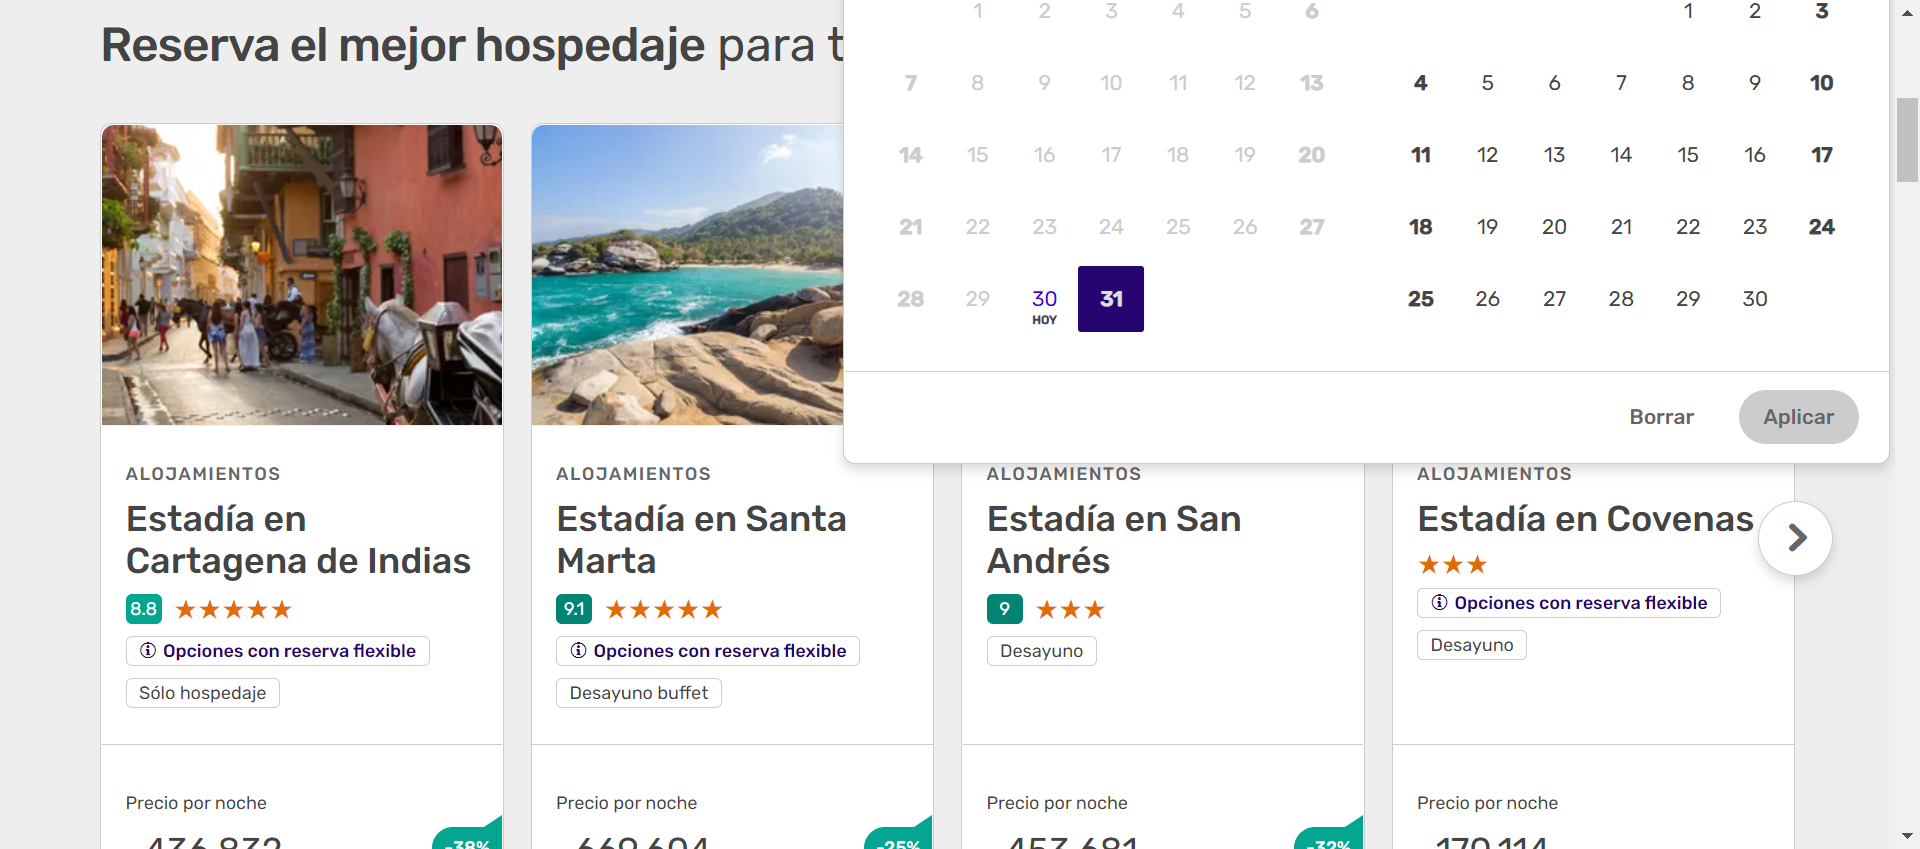 Reserva el mejor hospedaje para t
1 2 3 4 5 6
7 8 9 10 11 12 13
14 15 16 17 18 19 20
21 22 23 24 25 26 27
28 29 30 31
HOY
1 2 3
4 5 6 7 8 9 10
11 12 13 14 15 16 17
18 19 20 21 22 23 24
25 26 27 28 29 30
Borrar Aplicar
ALOJAMIENTOS
Estadía en
Cartagena de Indias
8.8
Opciones con reserva flexible
Sólo hospedaje
Precio por noche
436.832
-38%
ALOJAMIENTOS
Estadía en Santa
Marta
9.1
Opciones con reserva flexible
Desayuno buffet
Precio por noche
-25%
ALOJAMIENTOS
Estadía en San
Andrés
9
Desayuno
Precio por noche
453.681
-32%
ALOJAMIENTOS
Estadía en Covenas
Opciones con reserva flexible
Desayuno
Precio por noche